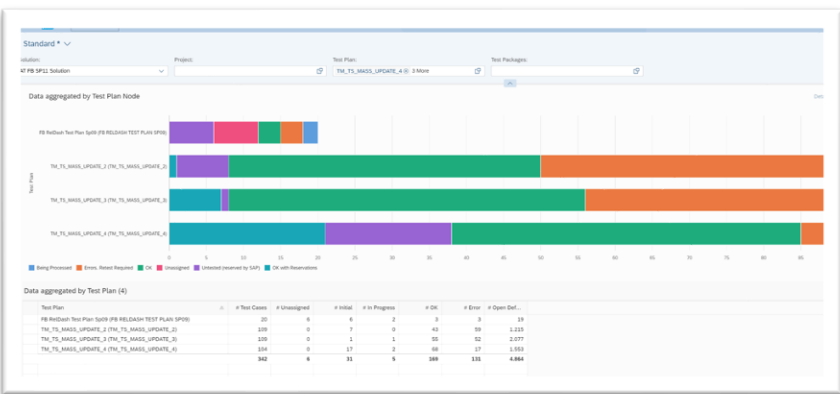 Standard *
olution: Project: Test Plan: Test Packages:
FB SP11 Solution TM_TS_MASS_UPDATE_4 3 More
Data aggregated by Test Plan Node
FB RelDash Test Plan Sp09 (FB RELDASH TEST PLAN SP09)
TM_TS_MASS_UPDATE_2 (TM_TS_MASS_UPDATE_2)
TM_TS_MASS_UPDATE_3 (TM_TS_MASS_UPDATE_3)
TM_TS_MASS_UPDATE_4 (TM_TS_MASS_UPDATE_4)
Test Plan
0 5 10 15 20 25 30 35 40 45 50 55 60 65 70 75 80 85
Being Processed Errors, Retest Required OK Unassigned Untested (reserved by SAP) OK with Reservations
Data aggregated by Test Plan (4)
Test Plan # Test Cases # Unassigned # Initial # In Progress # OK # Error # Open Def...
FB RelDash Test Plan Sp09 (FB RELDASH TEST PLAN SP09) 20 6 6 2 3 3 19
TM_TS_MASS_UPDATE_2 (TM_TS_MASS_UPDATE_2) 109 0 7 0 43 59 1.215
TM_TS_MASS_UPDATE_3 (TM_TS_MASS_UPDATE_3) 109 0 1 1 55 52 2.077
TM_TS_MASS_UPDATE_4 (TM_TS_MASS_UPDATE_4) 104 0 17 2 68 17 1.553
342 6 31 5 169 131 4.864